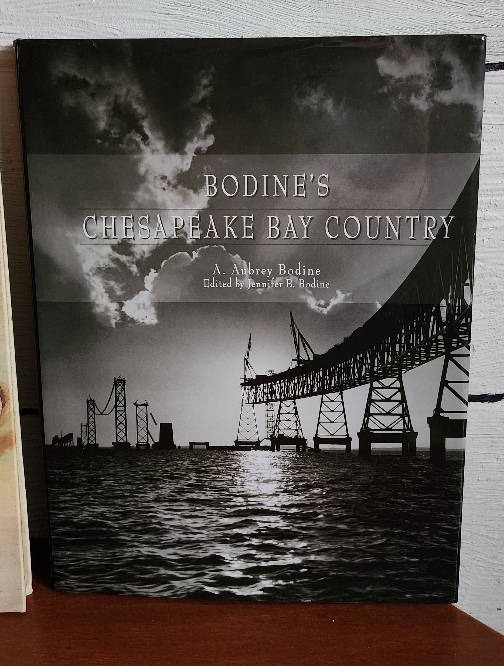 BODINE'S
CHESAPEAKE BAY COUNTRY
A. Aubrey Bodine
Edited by Jennifer B. Bodine